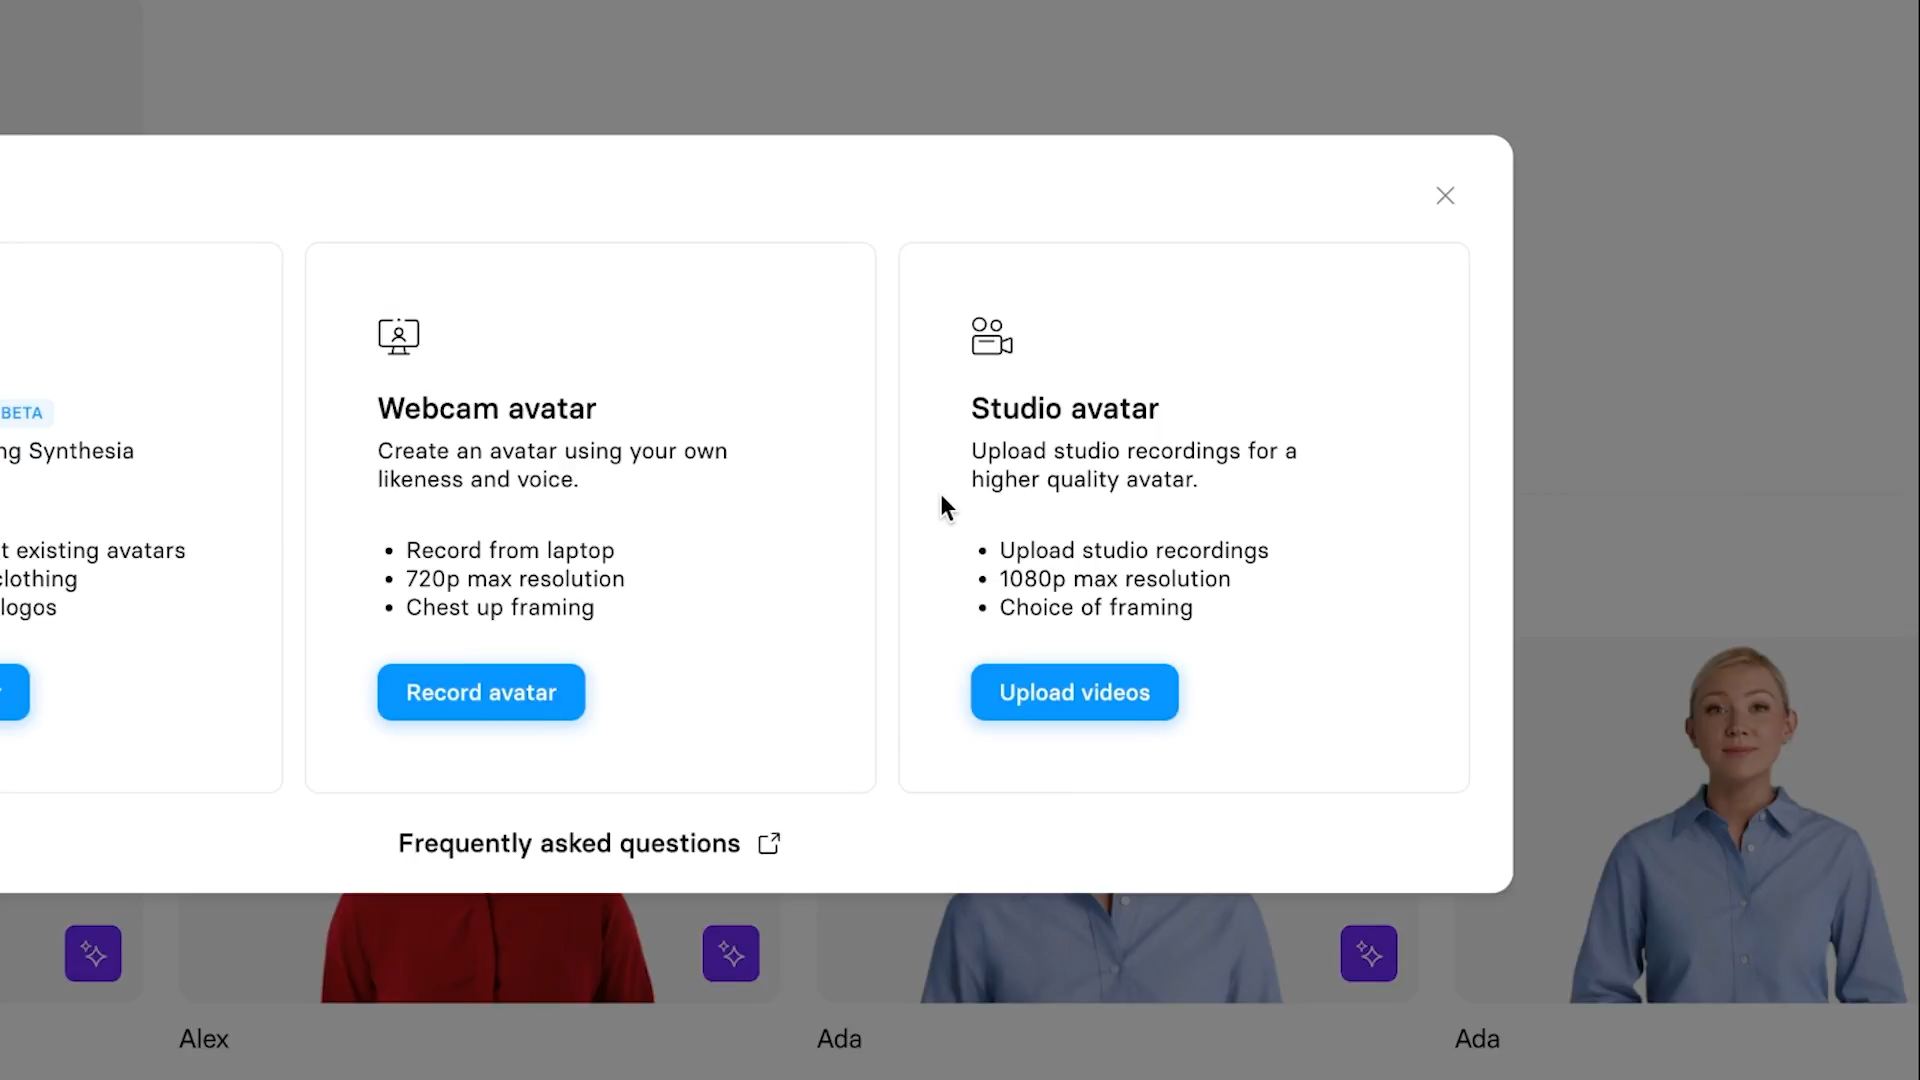 BETA
ng Synthesia
t existing avatars
clothing
logos
Webcam avatar
Create an avatar using your own
likeness and voice.
• Record from laptop
• 720p max resolution
• Chest up framing
Record avatar
Studio avatar
Upload studio recordings for a
higher quality avatar.
• Upload studio recordings
• 1080p max resolution
• Choice of framing
Upload videos
Frequently asked questions
Alex
Ada
Ada